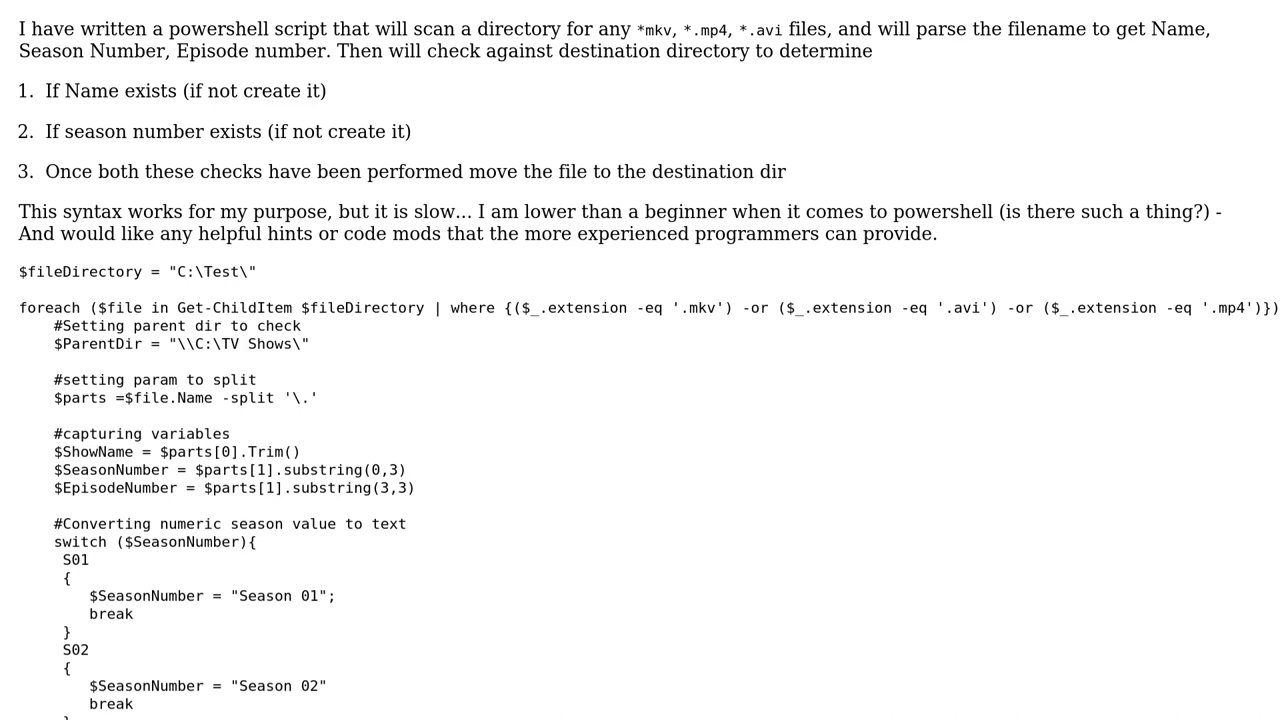 I have written a powershell script that will scan a directory for any *mkv, *.mp4, *.avi files, and will parse the filename to get Name,
Season Number, Episode number. Then will check against destination directory to determine
1. If Name exists (if not create it)
2. If season number exists (if not create it)
3. Once both these checks have been performed move the file to the destination dir
This syntax works for my purpose, but it is slow... I am lower than a beginner when it comes to powershell (is there such a thing?) -
And would like any helpful hints or code mods that the more experienced programmers can provide.
$fileDirectory = "C:\Test\"
foreach ($file in Get-ChildItem $fileDirectory | where {($_.extension -eq '.mkv') -or ($_.extension -eq '.avi') -or ($_.extension -eq '.mp4')})
#Setting parent dir to check
$ParentDir = "\\C:\TV Shows\"
#setting param to split
$parts =$file.Name -split '\.'
#capturing variables
$ShowName = $parts[0].Trim()
$SeasonNumber = $parts[1].substring(0,3)
$EpisodeNumber = $parts[1].substring(3,3)
#Converting numeric season value to text
switch ($SeasonNumber){
S01
{
$SeasonNumber = "Season 01";
break
}
S02
{
$SeasonNumber = "Season 02"
break